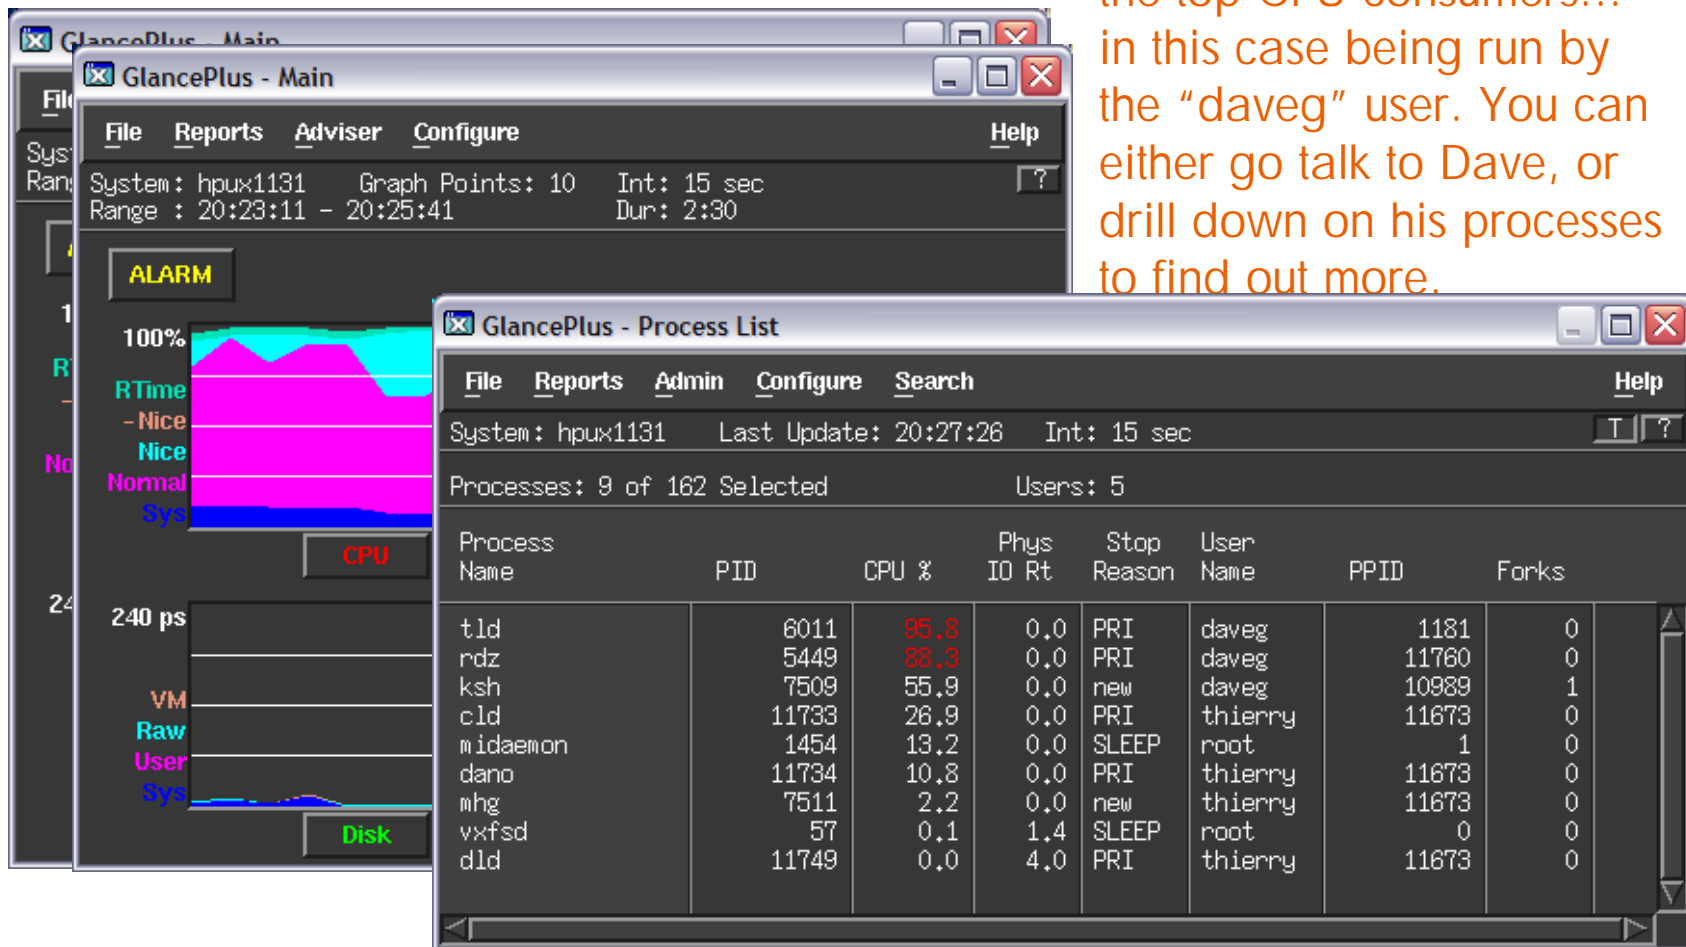 the top CPU consumers...
in this case being run by
the “daveg” user. You can
either go talk to Dave, or
drill down on his processes
to find out more.
GlancePlus - Main
GlancePlus - Main
File Reports Adviser Configure Help
System: hpux1131 Graph Points: 10 Int: 15 sec ?
Range : 20:23:11 - 20:25:41 Dur: 2:30
ALARM
100%
RTime
-Nice
Nice
Normal
Sys
CPU
240 ps
VM
Raw
User
Sys
Disk
GlancePlus - Process List
File Reports Admin Configure Search Help
System: hpux1131 Last Update: 20:27:26 Int: 15 sec T ?
Processes: 9 of 162 Selected Users: 5
Process Phys Stop User
Name PID CPU % IO Rt Reason Name PPID Forks
tld 6011 95.8 0.0 PRI daveg 1181 0
rdz 5449 88.3 0.0 PRI daveg 11760 0
ksh 7509 55.9 0.0 new daveg 10989 1
cld 11733 26.9 0.0 PRI thierry 11673 0
midaemon 1454 13.2 0.0 SLEEP root 1 0
dano 11734 10.8 0.0 PRI thierry 11673 0
mhg 7511 2.2 0.0 new thierry 11673 0
vxfsd 57 0.1 1.4 SLEEP root 0 0
dld 11749 0.0 4.0 PRI thierry 11673 0